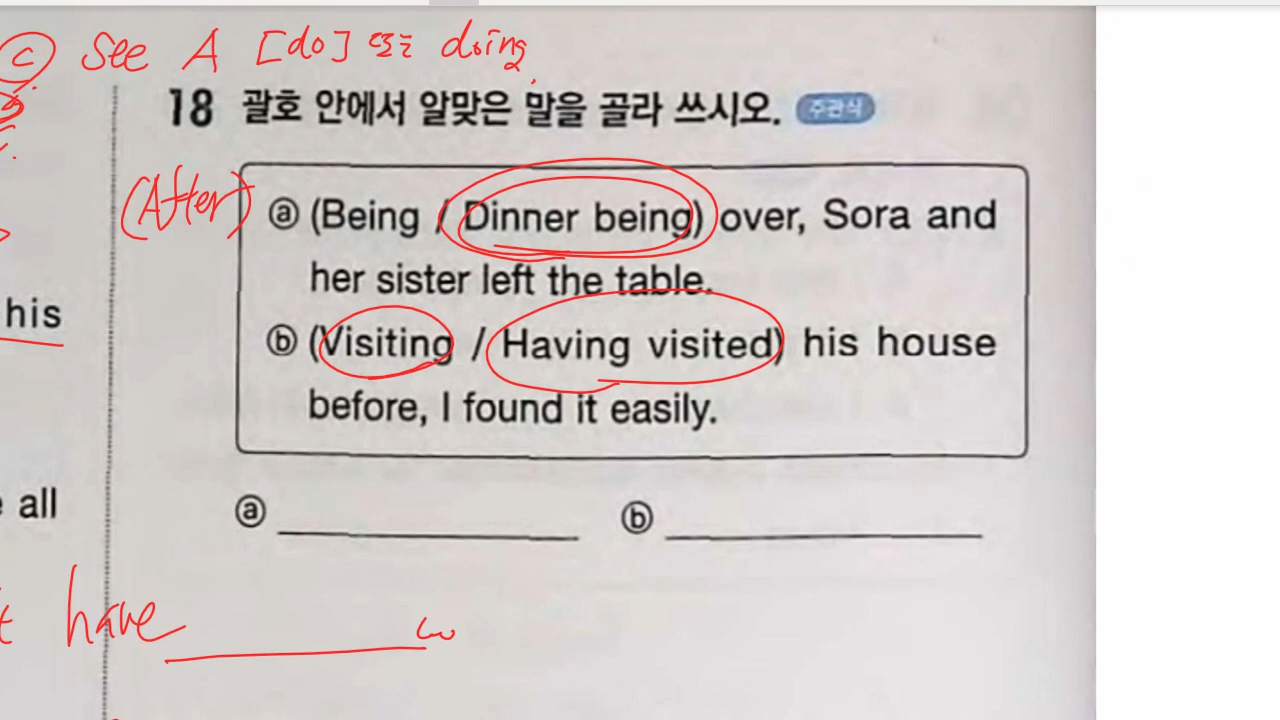 ⓒ See A [do] 또는 doing
18 괄호 안에서 알맞은 말을 골라 쓰시오. 주관식
(After)
ⓐ (Being / Dinner being) over, Sora and
her sister left the table.
ⓑ (Visiting / Having visited) his house
before, I found it easily.
his
all
ⓐ ⓑ
have